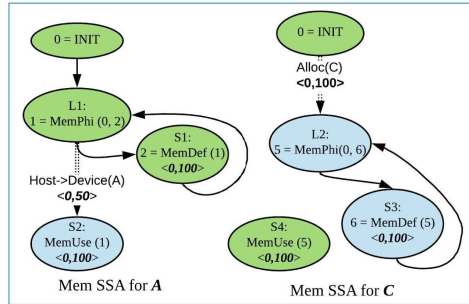 0 = INIT
L1:
1 = MemPhi (0, 2)
S1:
2 = MemDef (1)
<0,100>
Host->Device(A)
<0,50>
S2:
MemUse (1)
<0,100>
Mem SSA for A
0 = INIT
Alloc(C)
<0,100>
L2:
5 = MemPhi(0, 6)
S3:
6 = MemDef (5)
<0,100>
S4:
MemUse (5)
<0,100>
Mem SSA for C